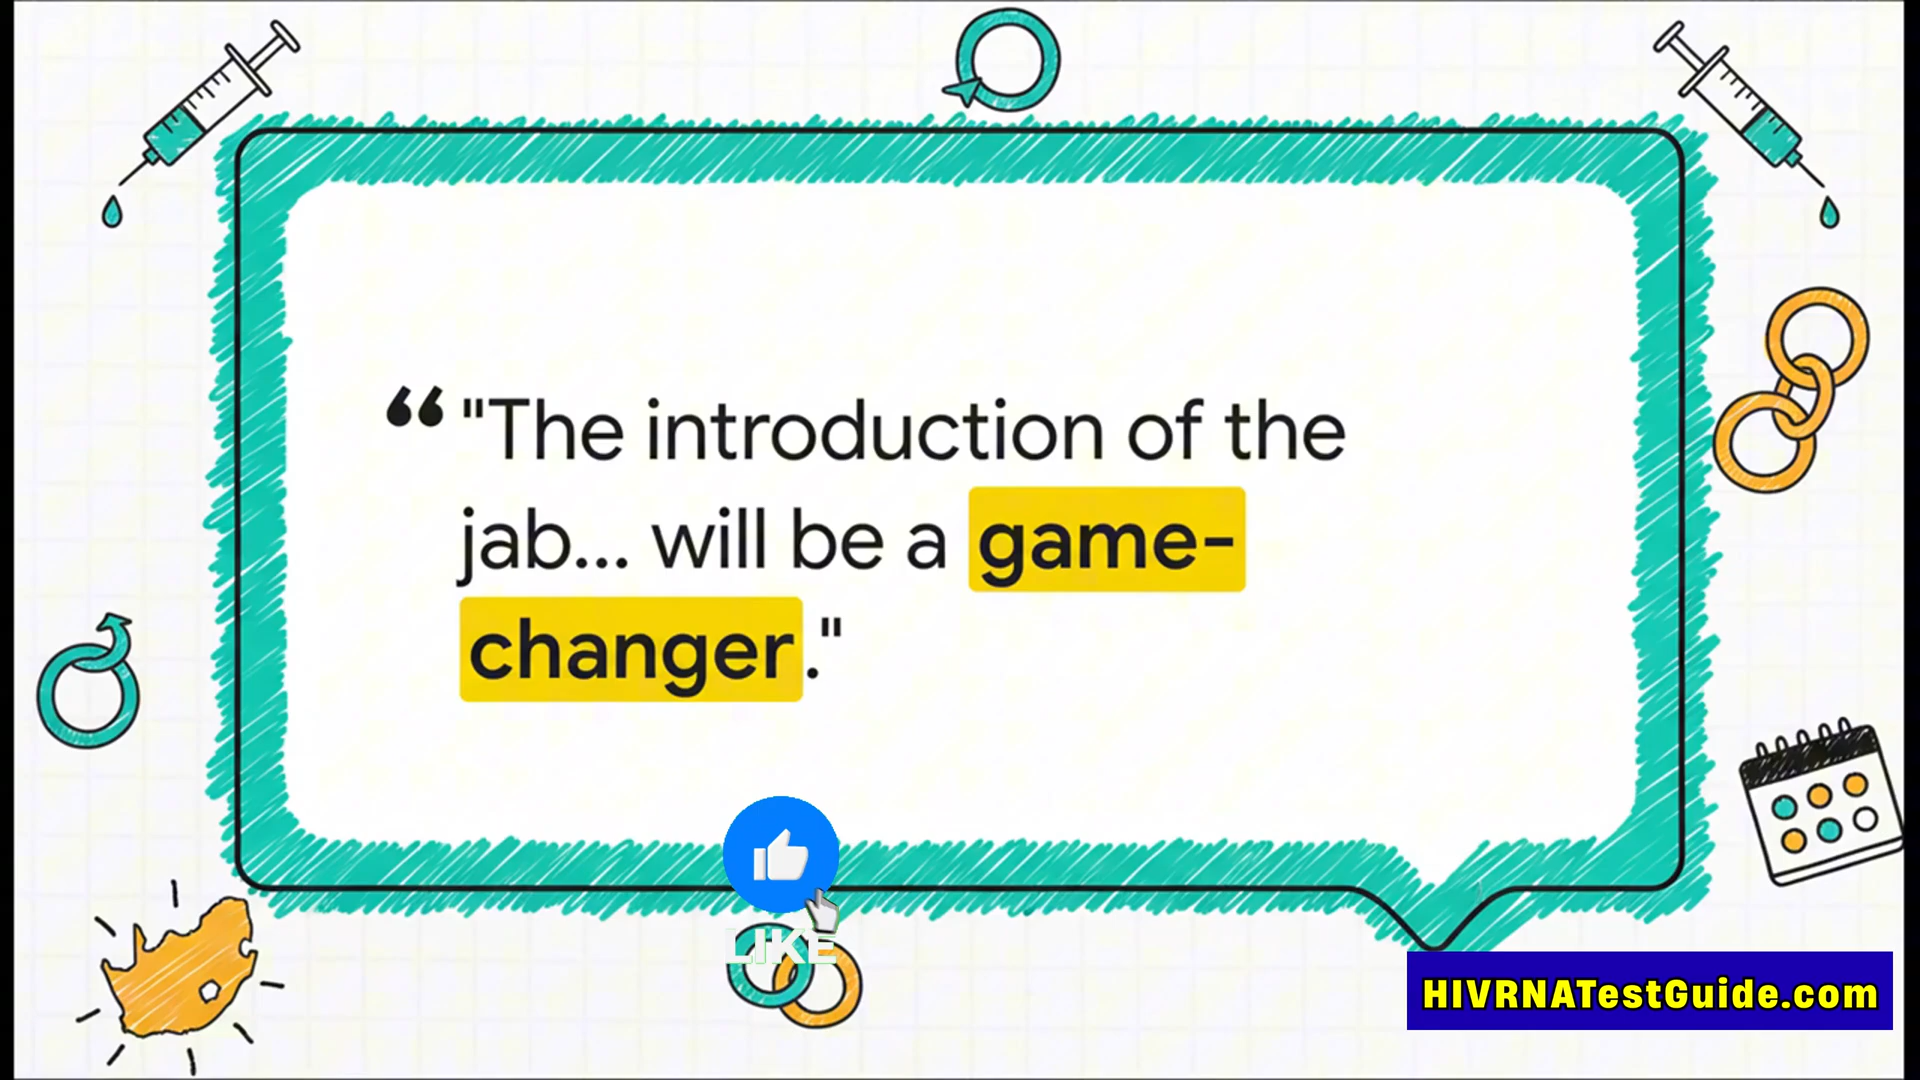 “ "The introduction of the
jab... will be a game-
changer."
LIKE
HIVRNATestGuide.com